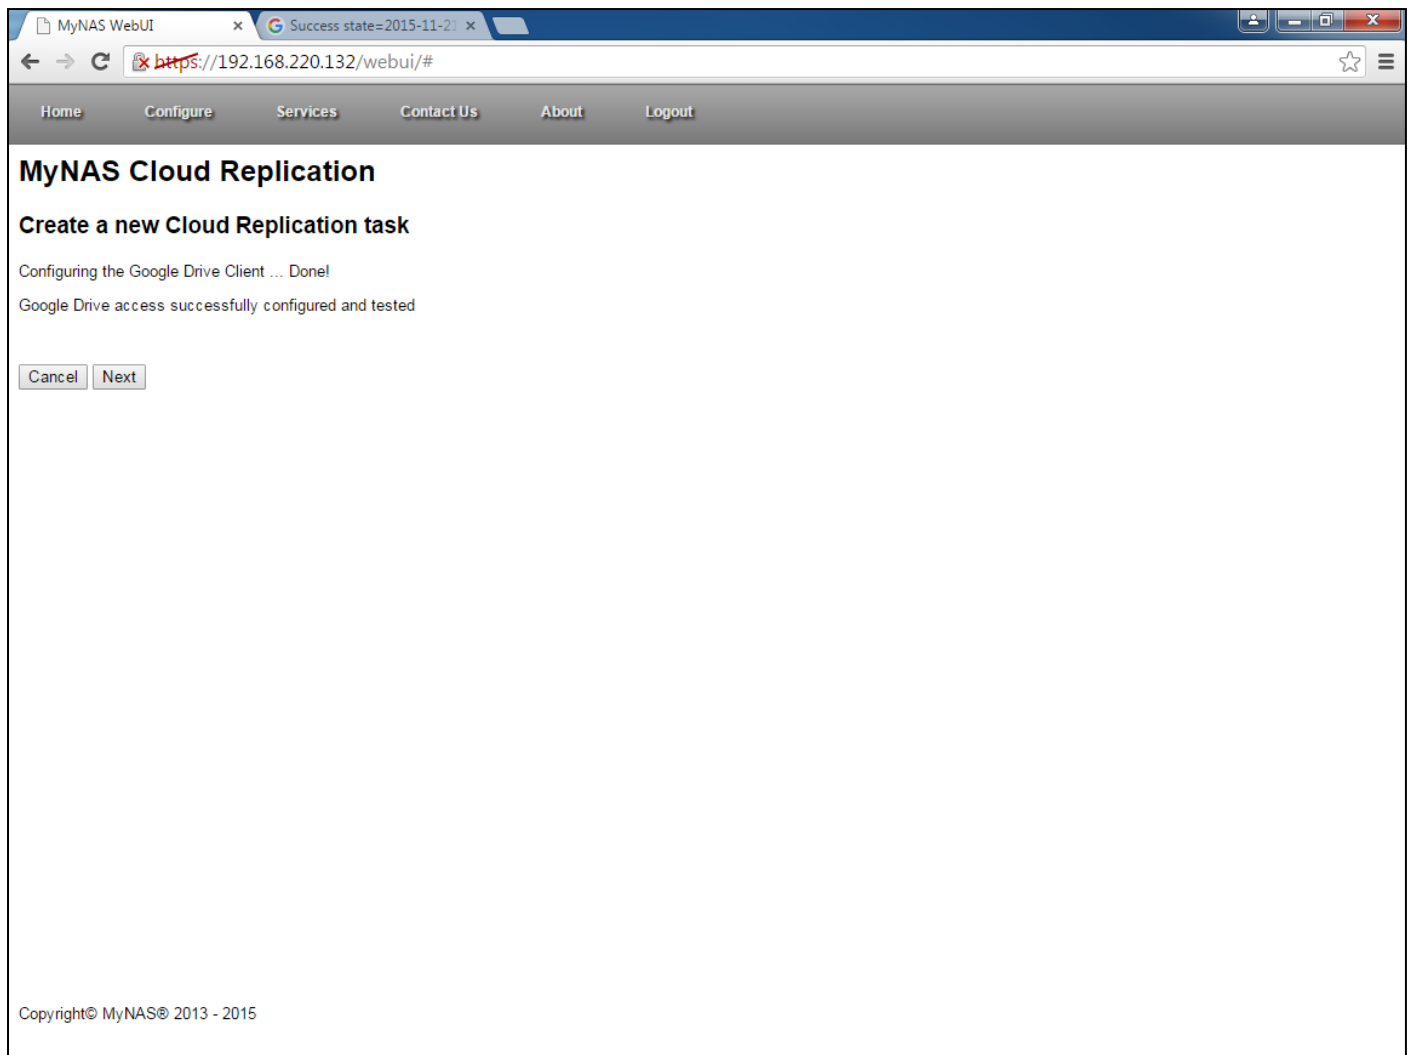 MyNAS WebUI
Success state=2015-11-21
https://192.168.220.132/webui/#
Home Configure Services Contact Us About Logout
MyNAS Cloud Replication
Create a new Cloud Replication task
Configuring the Google Drive Client ... Done!
Google Drive access successfully configured and tested
Cancel Next
Copyright© MyNAS® 2013 - 2015